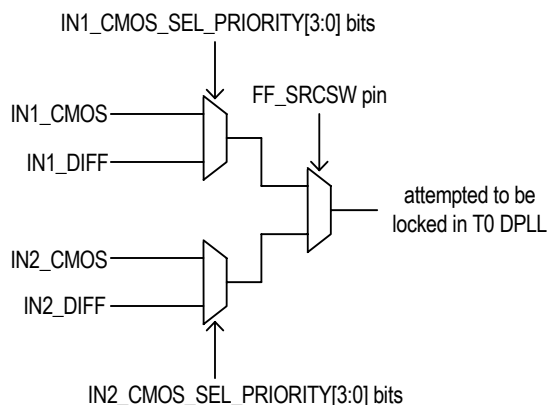 IN1_CMOS_SEL_PRIORITY[3:0] bits
FF_SRCSW pin
IN1_CMOS
IN1_DIFF
attempted to be
locked in T0 DPLL
IN2_CMOS
IN2_DIFF
IN2_CMOS_SEL_PRIORITY[3:0] bits